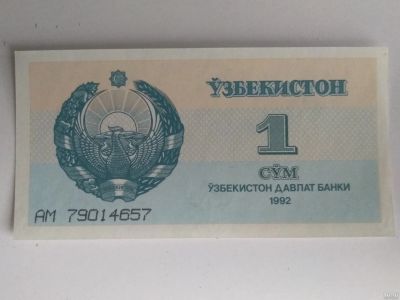 ЎЗБЕКИСТОН
1
СЎМ
ЎЗБЕКИСТОН ДАВЛАТ БАНКИ
1992
АМ 79014657